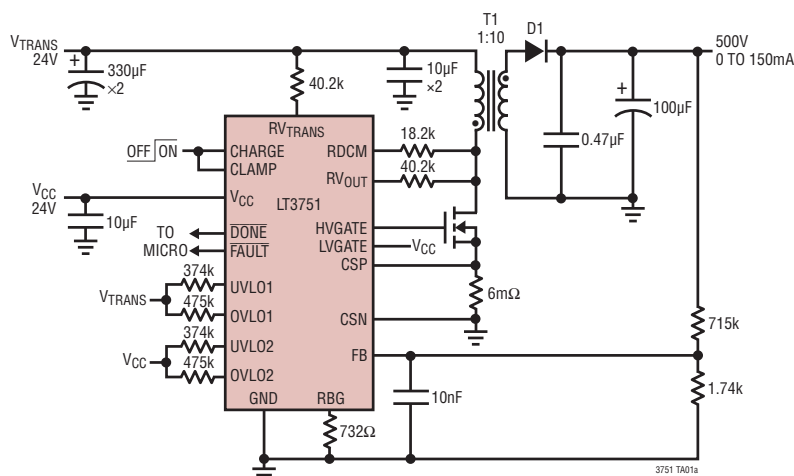 T1
1:10
D1
VTRANS
24V
500V
0 TO 150mA
330µF
×2
40.2k
10µF
×2
100µF
0.47µF
RVTRANS
18.2k
OFF ON
CHARGE
CLAMP
RDCM
40.2k
RVOUT
VCC
24V
VCC
LT3751
10µF
TO
MICRO
DONE
FAULT
HVGATE
LVGATE
VCC
CSP
374k
UVLO1
VTRANS
475k
OVLO1
6mΩ
CSN
374k
UVLO2
VCC
475k
OVLO2
715k
FB
GND
RBG
10nF
1.74k
732Ω
3751 TA01a